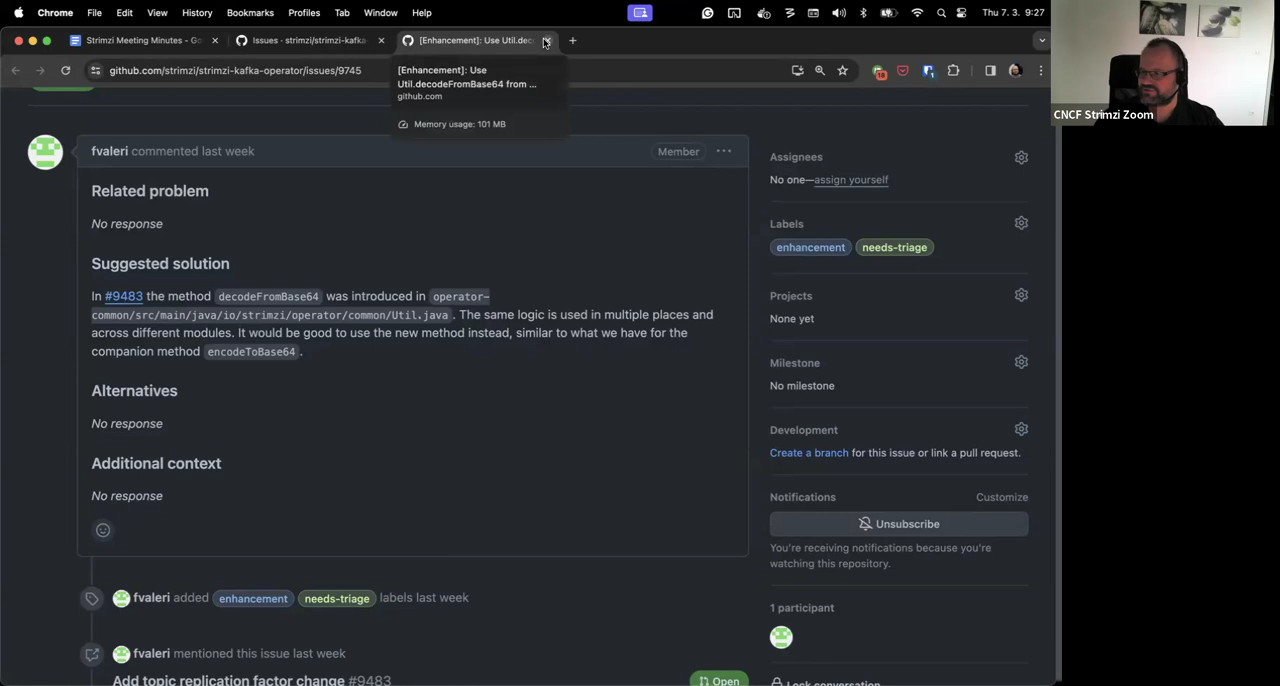 Chrome File Edit View History Bookmarks Profiles Tab Window Help Thu 7. 3. 9:27
Strimzi Meeting Minutes – Go
Issues · strimzi/strimzi-kafka-
[Enhancement]: Use Util.dec
github.com/strimzi/strimzi-kafka-operator/issues/9745
[Enhancement]: Use
Util.decodeFromBase64 from ...
github.com
Memory usage: 101 MB
CNCF Strimzi Zoom
fvaleri commented last week
Member
Related problem
No response
Suggested solution
In #9483 the method decodeFromBase64 was introduced in operator-
common/src/main/java/io/strimzi/operator/common/Util.java . The same logic is used in multiple places and
across different modules. It would be good to use the new method instead, similar to what we have for the
companion method encodeToBase64 .
Alternatives
No response
Additional context
No response
fvaleri added enhancement needs-triage labels last week
fvaleri mentioned this issue last week
Add topic replication factor change #9483
Open
Assignees
No one—assign yourself
Labels
enhancement needs-triage
Projects
None yet
Milestone
No milestone
Development
Create a branch for this issue or link a pull request.
Notifications
Customize
Unsubscribe
You're receiving notifications because you're
watching this repository.
1 participant
Lock conversation